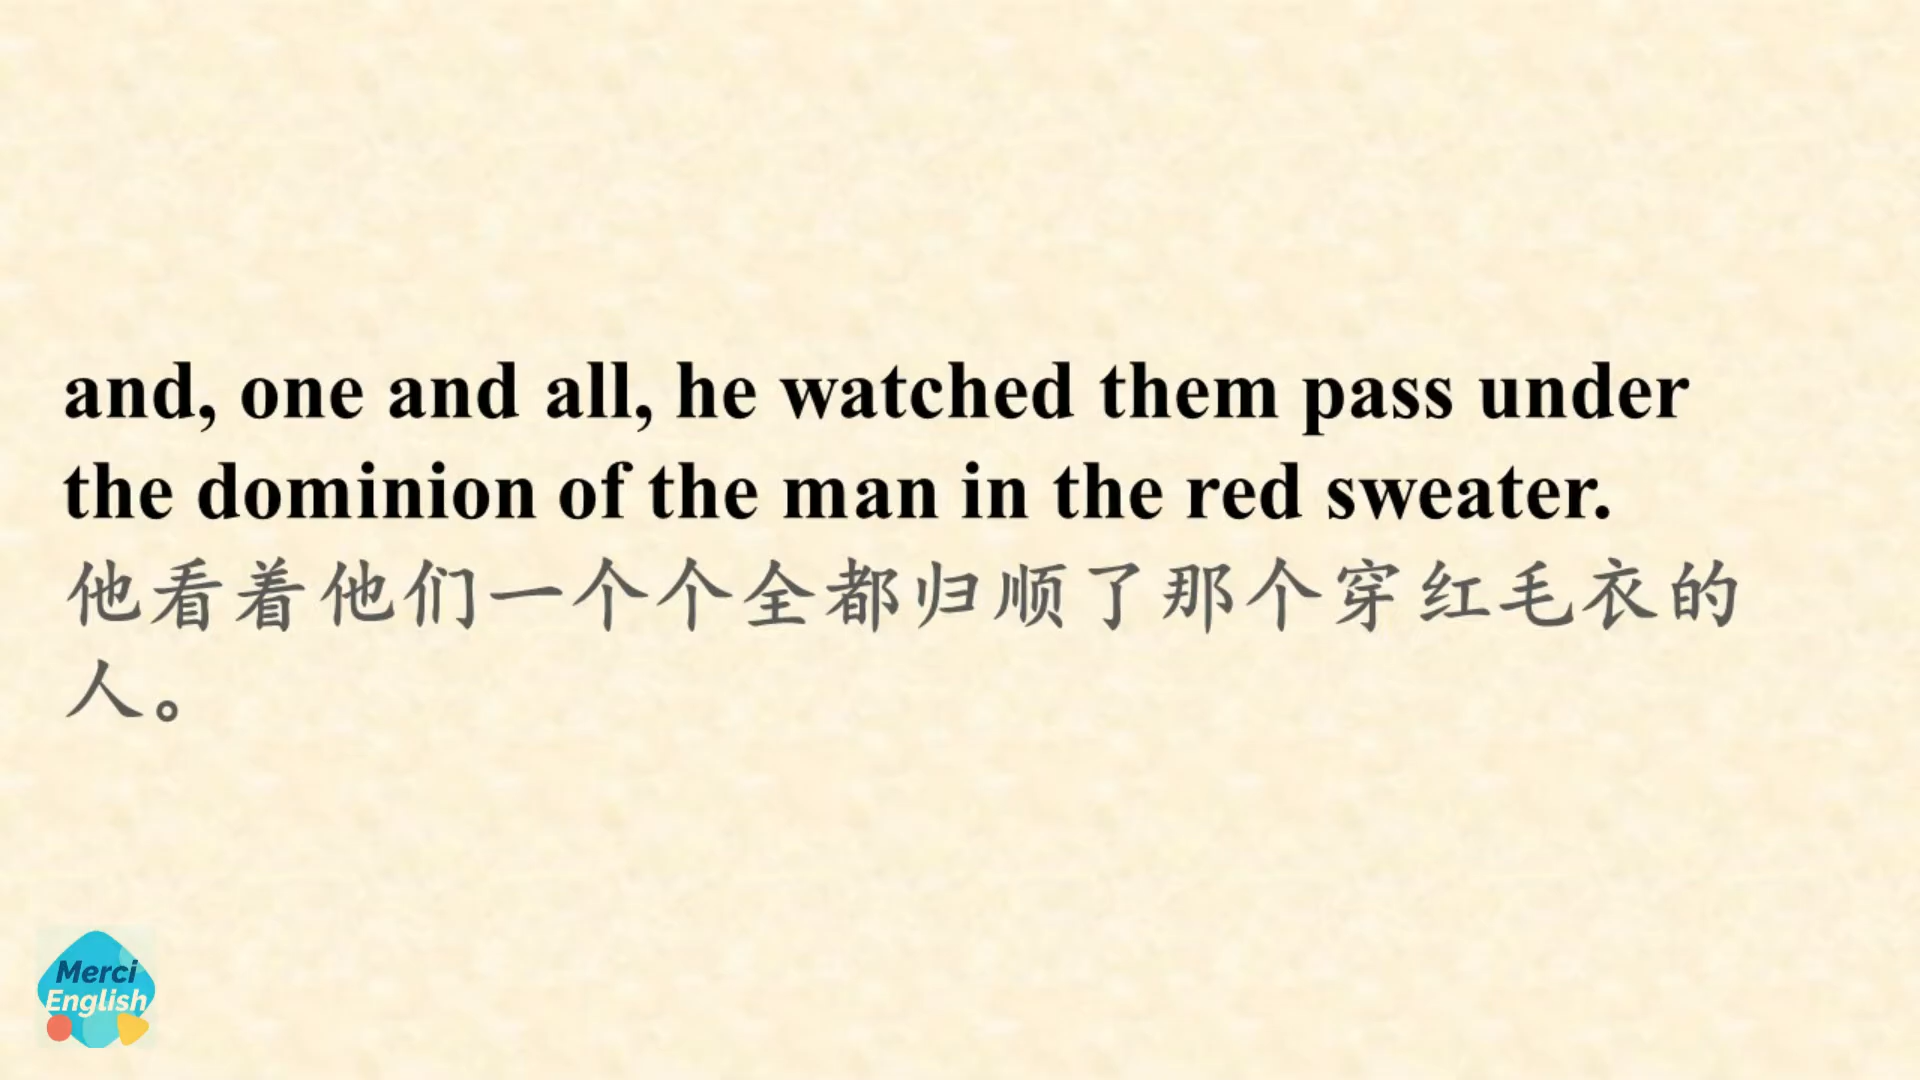 and, one and all, he watched them pass under
the dominion of the man in the red sweater.
他看着他们一个个全都归顺了那个穿红毛衣的
人。
Merci
English